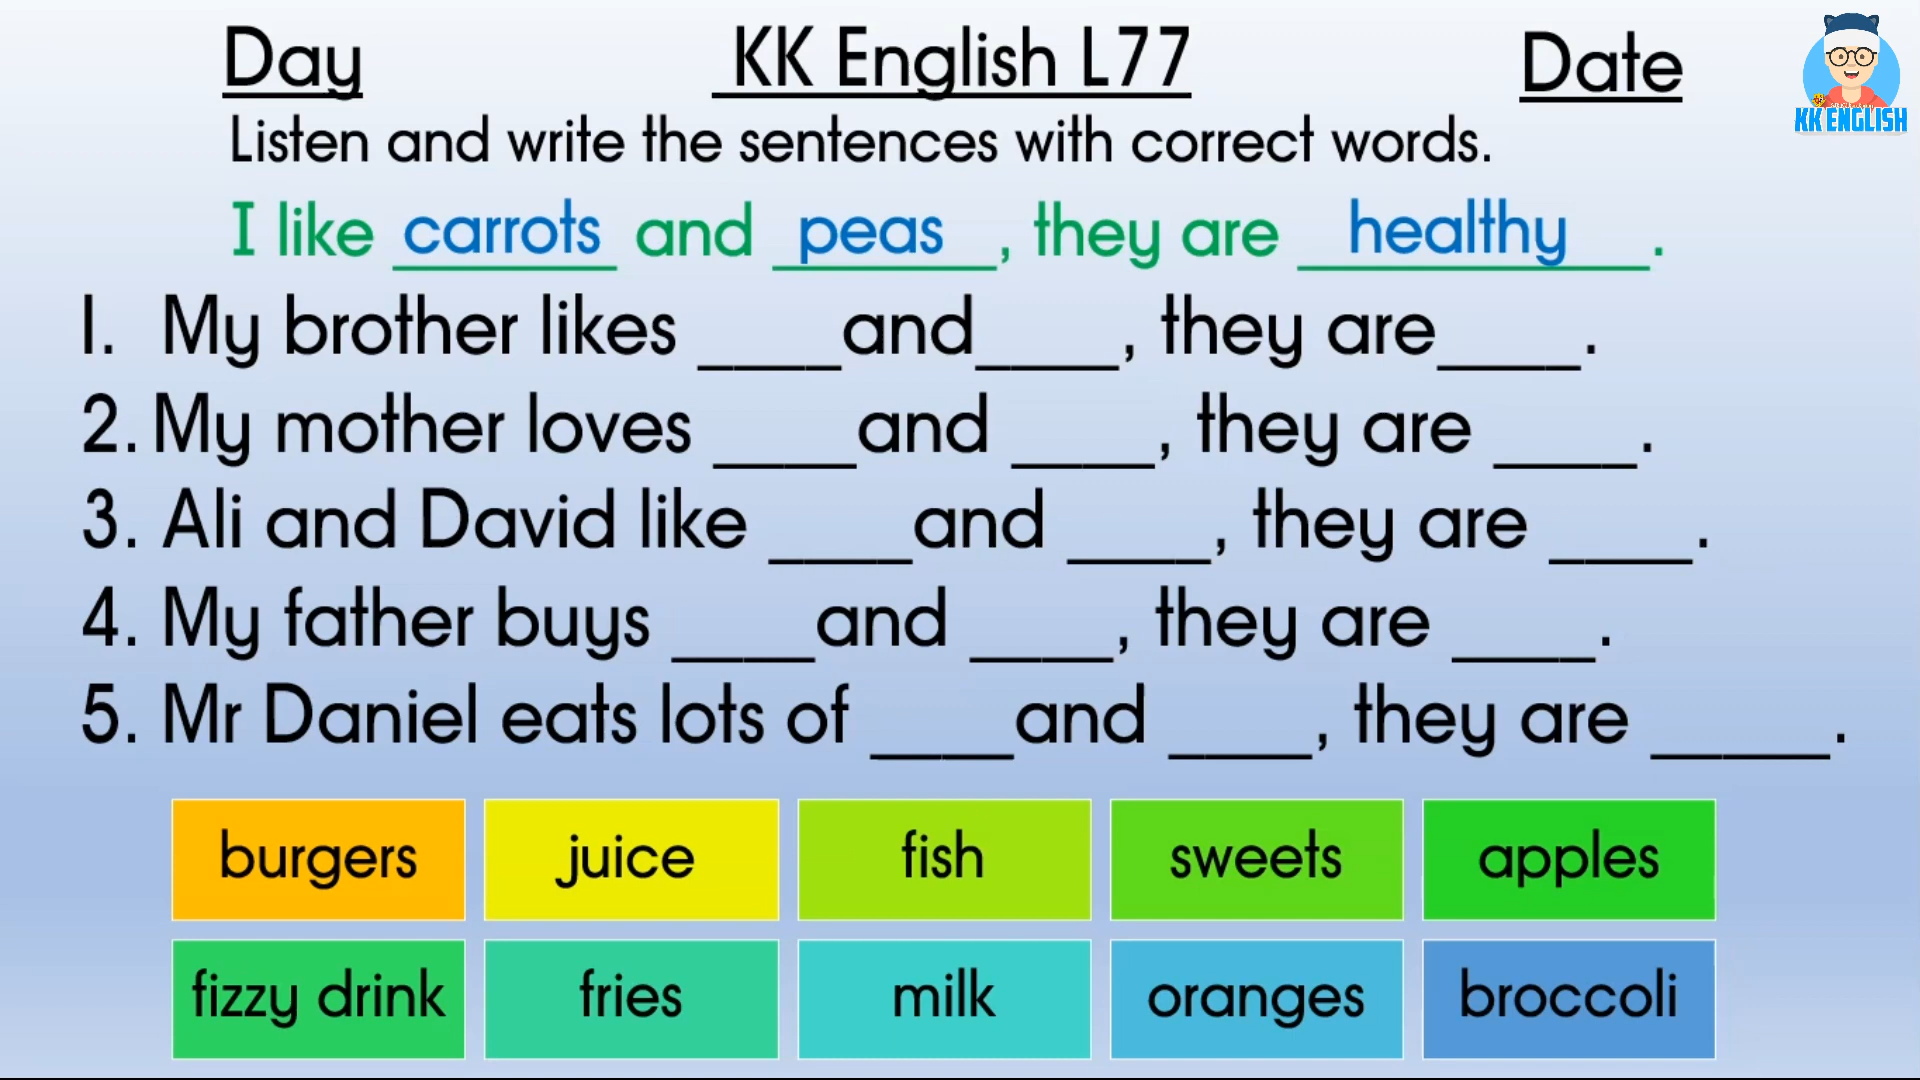 Day KK English L77 Date
KK ENGLISH
Listen and write the sentences with correct words.
I like carrots and peas, they are healthy.
1. My brother likes ____and____, they are____.
2. My mother loves ____and ____, they are ____.
3. Ali and David like ____and ____, they are ____.
4. My father buys ____and ____, they are ____.
5. Mr Daniel eats lots of ____and ____, they are _____.
burgers juice fish sweets apples
fizzy drink fries milk oranges broccoli